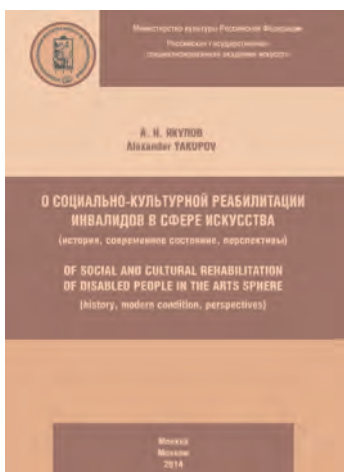 Министерство культуры Российской Федерации
Российская государственная
специализированная академия искусств
А. Н. ЯКУПОВ
Alexander YAKUPOV
О СОЦИАЛЬНО-КУЛЬТУРНОЙ РЕАБИЛИТАЦИИ
ИНВАЛИДОВ В СФЕРЕ ИСКУССТВА
(история, современное состояние, перспективы)
OF SOCIAL AND CULTURAL REHABILITATION
OF DISABLED PEOPLE IN THE ARTS SPHERE
(history, modern condition, perspectives)
Москва
Moscow
2014